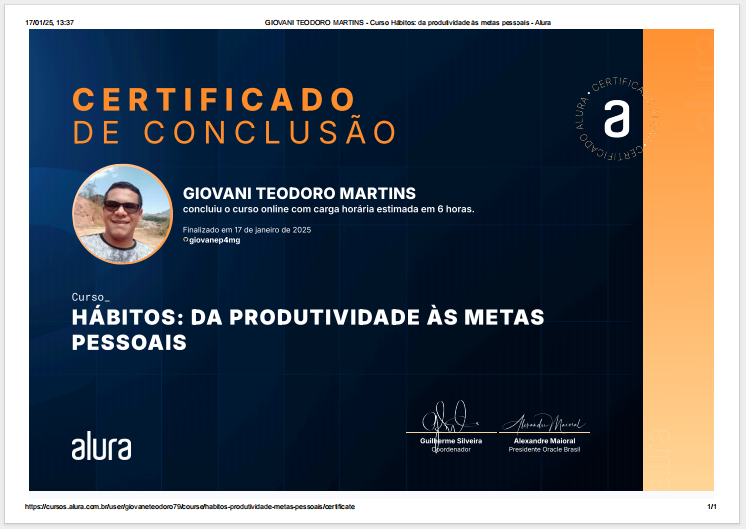 17/01/25, 13:37
GIOVANI TEODORO MARTINS - Curso Hábitos: da produtividade às metas pessoais - Alura
CERTIFICADO
DE CONCLUSÃO
a
GIOVANI TEODORO MARTINS
concluiu o curso online com carga horária estimada em 6 horas.
Finalizado em 17 de janeiro de 2025
giovanep4mg
Curso_
HÁBITOS: DA PRODUTIVIDADE ÀS METAS
PESSOAIS
alura
Guilherme Silveira
Coordenador
Alexandre Maioral
Presidente Oracle Brasil
https://cursos.alura.com.br/user/giovaneteodoro79/course/habitos-produtividade-metas-pessoais/certificate
1/1